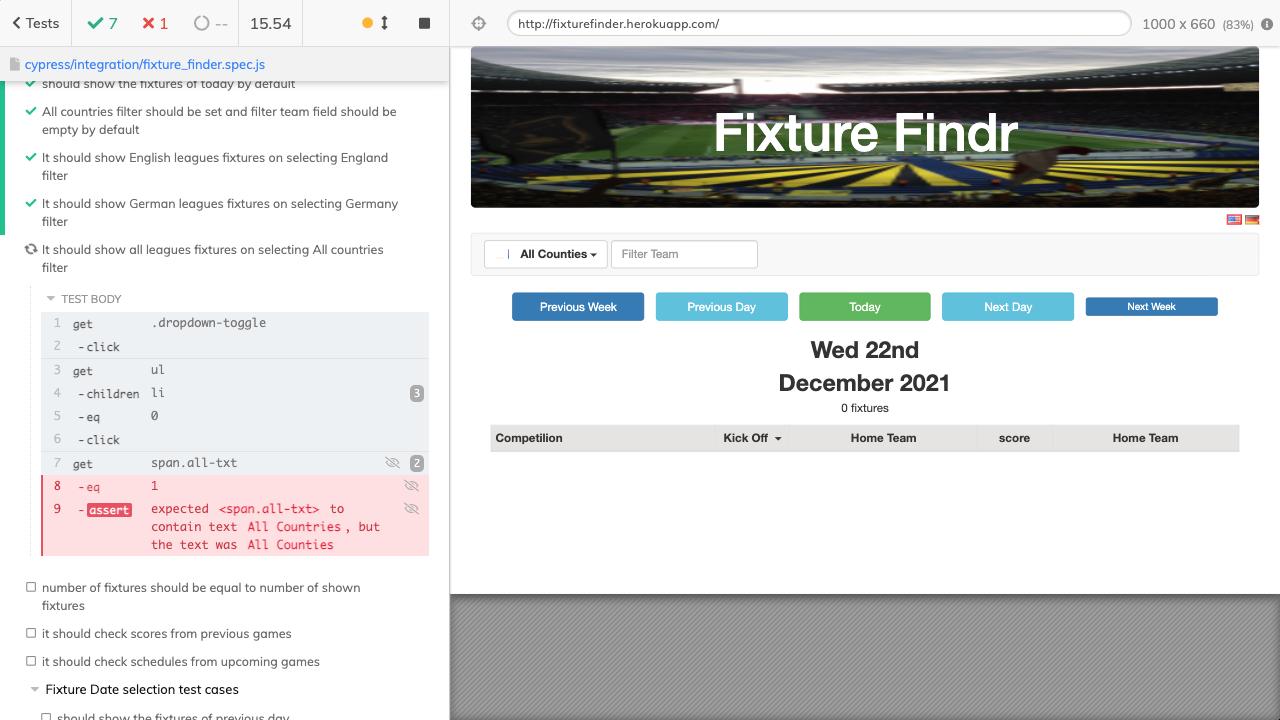 Tests
7
1
--
15.54
http://fixturefinder.herokuapp.com/
1000 x 660 (83%)
cypress/integration/fixture_finder.spec.js
should show the fixtures of today by default
All countries filter should be set and filter team field should be
empty by default
It should show English leagues fixtures on selecting England
filter
It should show German leagues fixtures on selecting Germany
filter
It should show all leagues fixtures on selecting All countries
filter
TEST BODY
1 get .dropdown-toggle
2 -click
3 get ul
4 -children li 3
5 -eq 0
6 -click
7 get span.all-txt 2
8 -eq 1
9 -assert expected <span.all-txt> to
contain text All Countries, but
the text was All Counties
number of fixtures should be equal to number of shown
fixtures
it should check scores from previous games
it should check schedules from upcoming games
Fixture Date selection test cases
should show the fixtures of previous day
Fixture Findr
All Counties
Filter Team
Previous Week
Previous Day
Today
Next Day
Next Week
Wed 22nd
December 2021
0 fixtures
Competilion Kick Off Home Team score Home Team